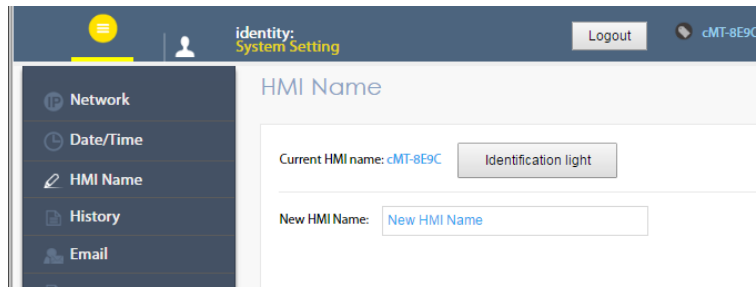 identity:
System Setting
Logout
cMT-8E9C
Network
Date/Time
HMI Name
History
Email
HMI Name
Current HMI name: cMT-8E9C
Identification light
New HMI Name:
New HMI Name